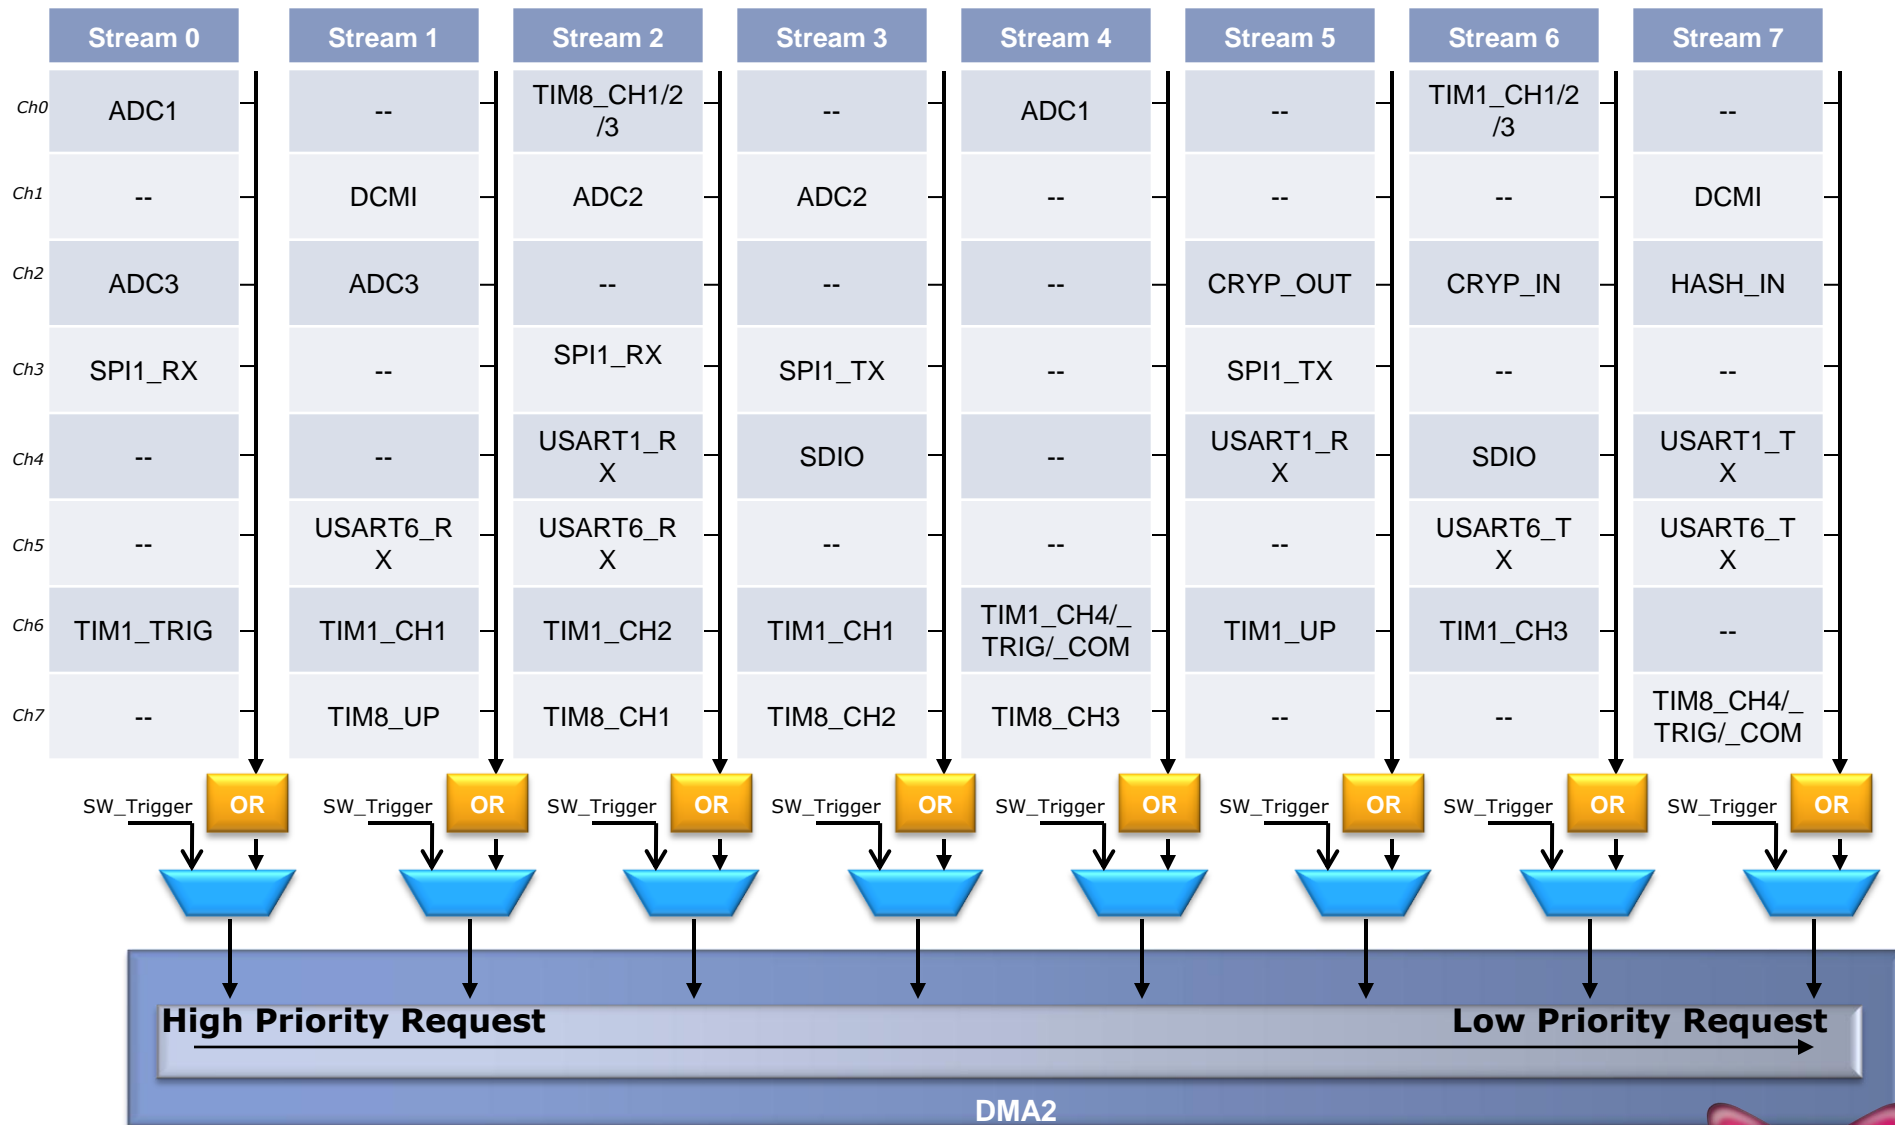 Stream 0 Stream 1 Stream 2 Stream 3 Stream 4 Stream 5 Stream 6 Stream 7
Ch0 ADC1 -- TIM8_CH1/2 -- ADC1 -- TIM1_CH1/2 --
/3 /3
Ch1 -- DCMI ADC2 ADC2 -- -- -- DCMI
Ch2 ADC3 ADC3 -- -- -- CRYP_OUT CRYP_IN HASH_IN
Ch3 SPI1_RX -- SPI1_RX SPI1_TX -- SPI1_TX -- --
Ch4 -- -- USART1_R SDIO -- USART1_R SDIO USART1_T
X X X
Ch5 -- USART6_R USART6_R -- -- -- USART6_T USART6_T
X X X X
Ch6 TIM1_TRIG TIM1_CH1 TIM1_CH2 TIM1_CH1 TIM1_CH4/_ TIM1_UP TIM1_CH3 --
TRIG/_COM
Ch7 -- TIM8_UP TIM8_CH1 TIM8_CH2 TIM8_CH3 -- -- TIM8_CH4/_
TRIG/_COM
SW_Trigger OR SW_Trigger OR SW_Trigger OR SW_Trigger OR SW_Trigger OR SW_Trigger OR SW_Trigger OR SW_Trigger OR
High Priority Request Low Priority Request
DMA2